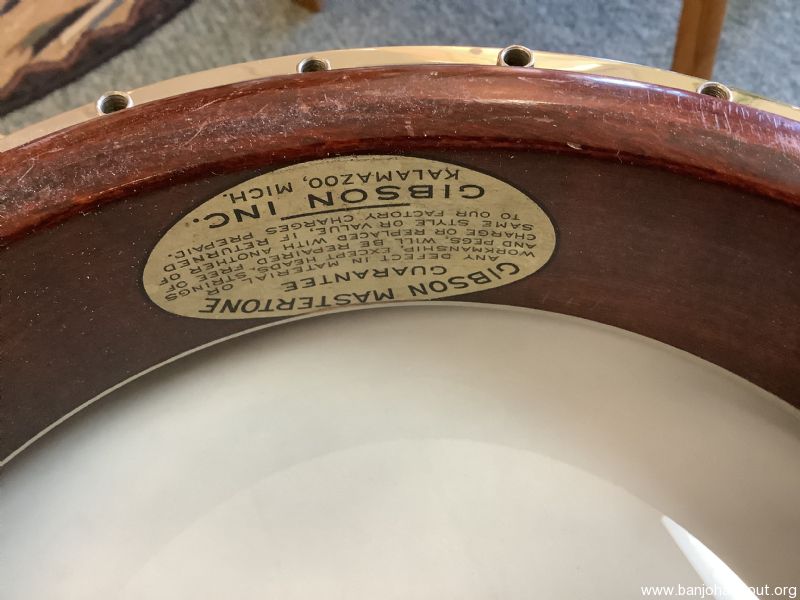 GIBSON MASTERTONE
GUARANTEE
ANY DEFECT IN MATERIAL OR
WORKMANSHIP, EXCEPT HEADS, STRINGS
AND PEGS, WILL BE REPAIRED FREE OF
CHARGE OR REPLACED WITH ANOTHER OF
SAME STYLE OR VALUE, IF RETURNED
TO OUR FACTORY CHARGES PREPAID.
GIBSON INC.
KALAMAZOO, MICH.
www.banjohangout.org